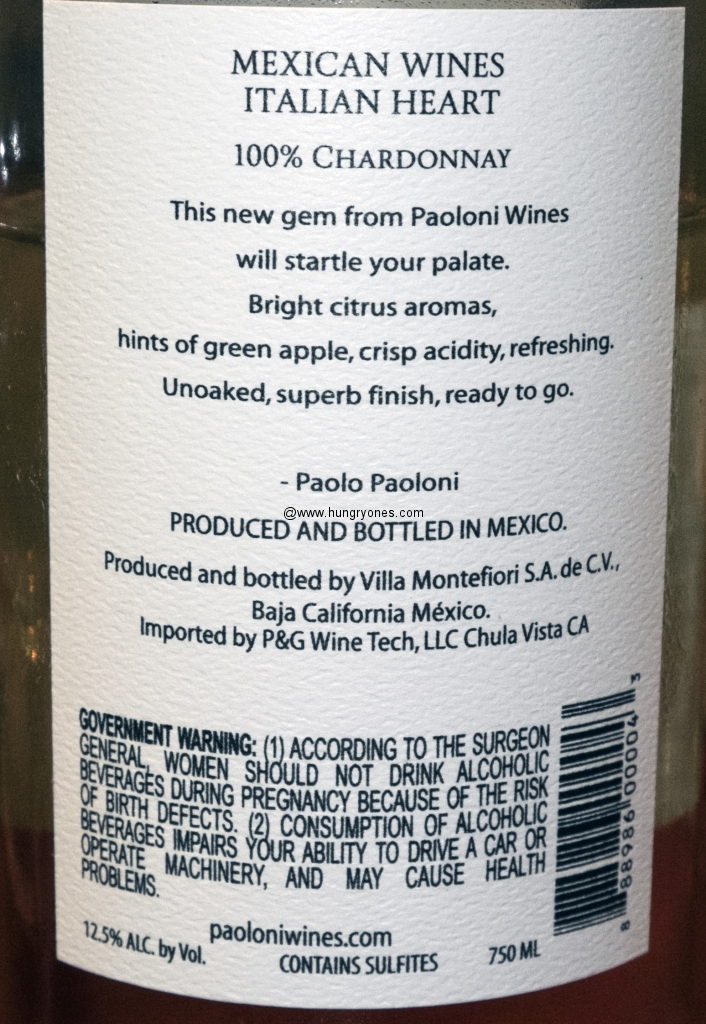 MEXICAN WINES
ITALIAN HEART
100% CHARDONNAY
This new gem from Paoloni Wines
will startle your palate.
Bright citrus aromas,
hints of green apple, crisp acidity, refreshing.
Unoaked, superb finish, ready to go.
- Paolo Paoloni
@www.hungryones.com
PRODUCED AND BOTTLED IN MEXICO.
Produced and bottled by Villa Montefiori S.A. de C.V.,
Baja California México.
Imported by P&G Wine Tech, LLC Chula Vista CA
GOVERNMENT WARNING: (1) ACCORDING TO THE SURGEON
GENERAL, WOMEN SHOULD NOT DRINK ALCOHOLIC
BEVERAGES DURING PREGNANCY BECAUSE OF THE RISK
OF BIRTH DEFECTS. (2) CONSUMPTION OF ALCOHOLIC
BEVERAGES IMPAIRS YOUR ABILITY TO DRIVE A CAR OR
OPERATE MACHINERY, AND MAY CAUSE HEALTH
PROBLEMS.
8 88986 00004 3
12.5% ALC. by Vol.
paoloniwines.com
CONTAINS SULFITES
750 ML